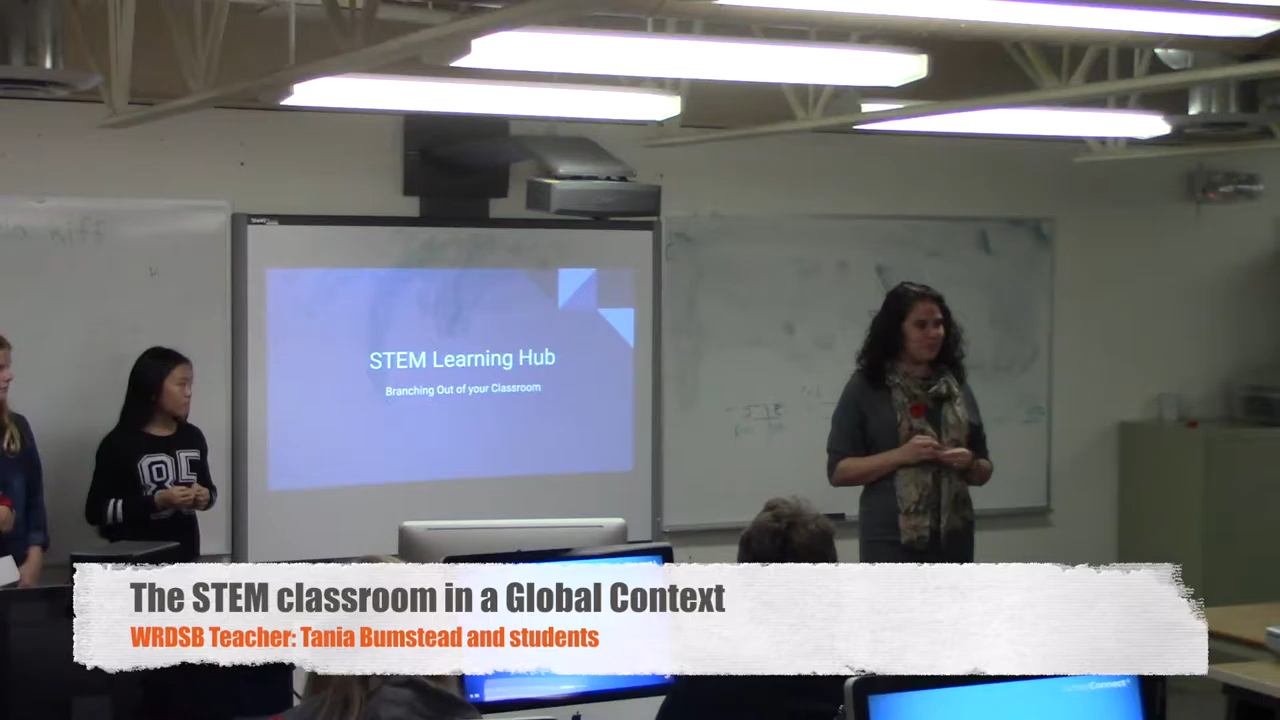 STEM Learning Hub
Branching Out of your Classroom
85
The STEM classroom in a Global Context
WRDSB Teacher: Tania Bumstead and students